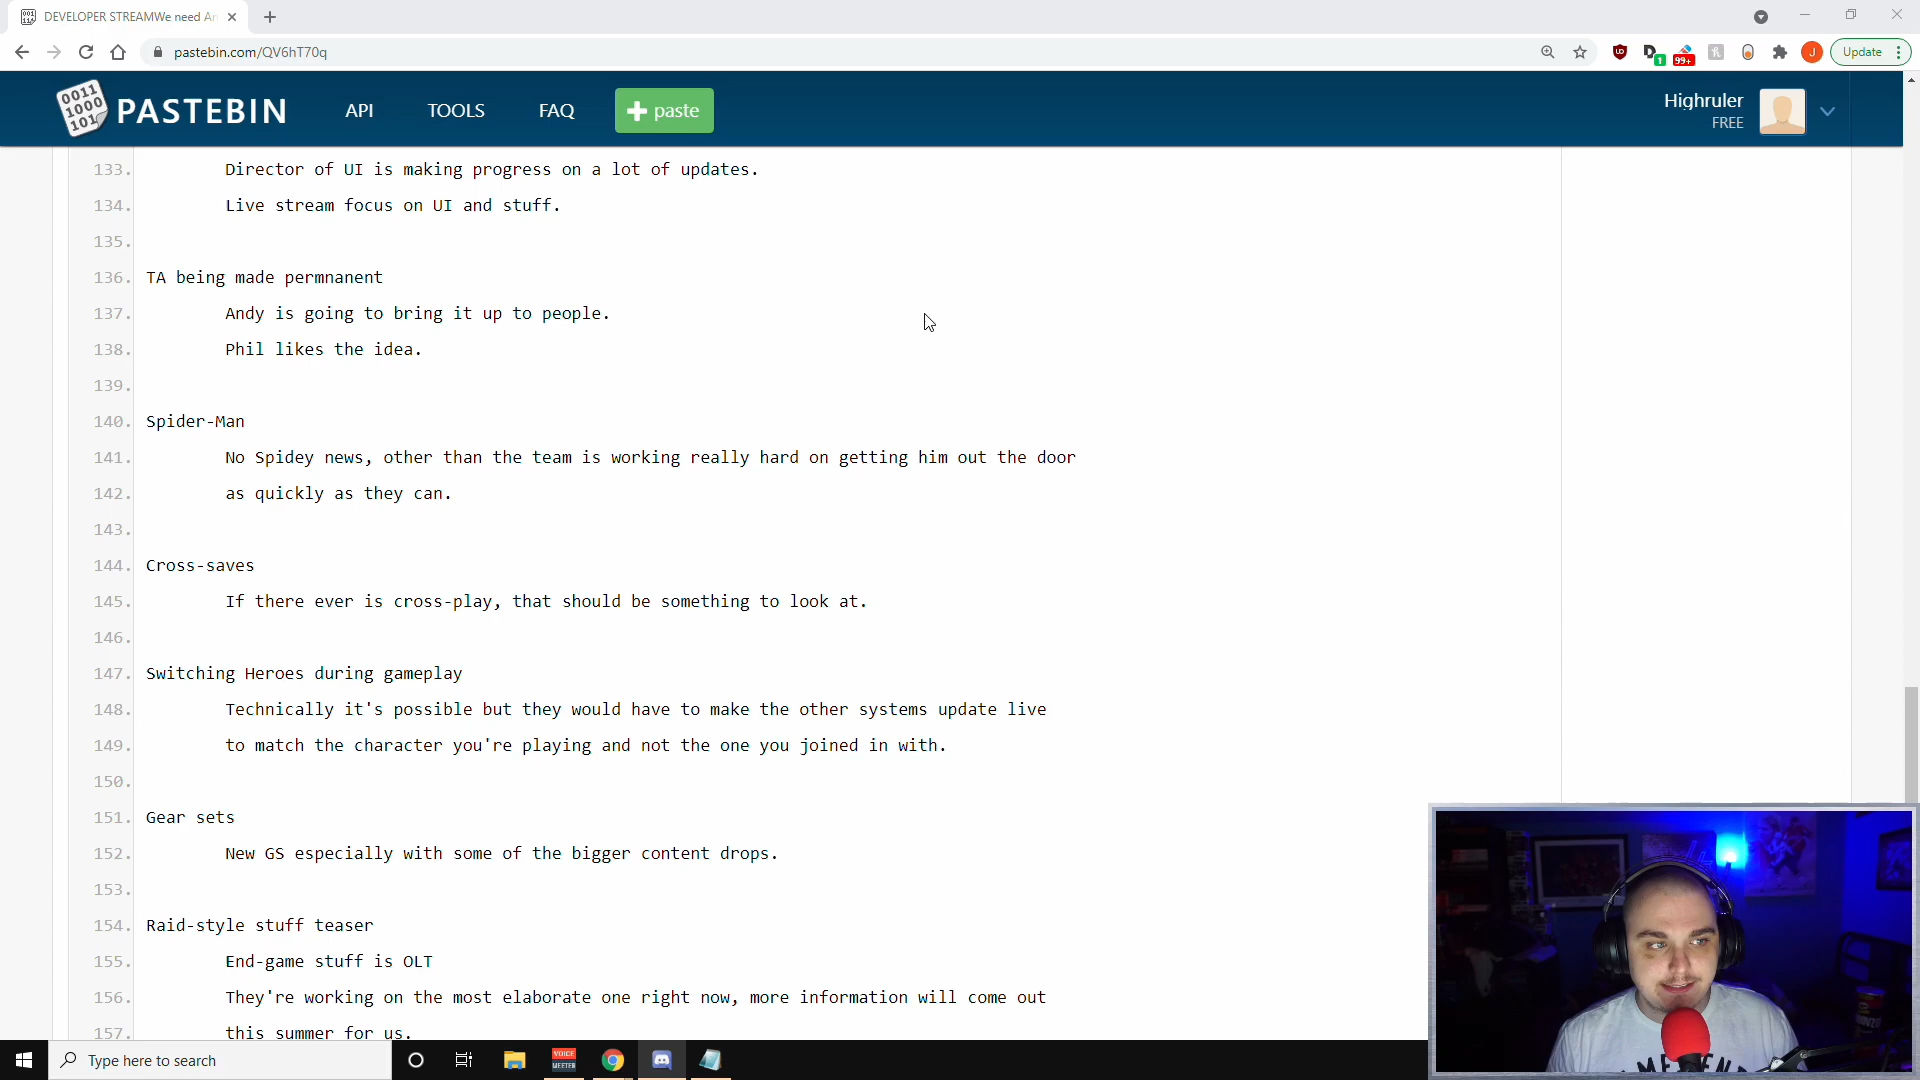 DEVELOPER STREAMWe need An
pastebin.com/QV6hT70q
1
99+
J
Update
0011
1000
101
PASTEBIN
API
TOOLS
FAQ
+ paste
Highruler
FREE
133. Director of UI is making progress on a lot of updates.
134. Live stream focus on UI and stuff.
135.
136. TA being made permnanent
137. Andy is going to bring it up to people.
138. Phil likes the idea.
139.
140. Spider-Man
141. No Spidey news, other than the team is working really hard on getting him out the door
142. as quickly as they can.
143.
144. Cross-saves
145. If there ever is cross-play, that should be something to look at.
146.
147. Switching Heroes during gameplay
148. Technically it's possible but they would have to make the other systems update live
149. to match the character you're playing and not the one you joined in with.
150.
151. Gear sets
152. New GS especially with some of the bigger content drops.
153.
154. Raid-style stuff teaser
155. End-game stuff is OLT
156. They're working on the most elaborate one right now, more information will come out
157. this summer for us.
Type here to search
VOICE
MEETER